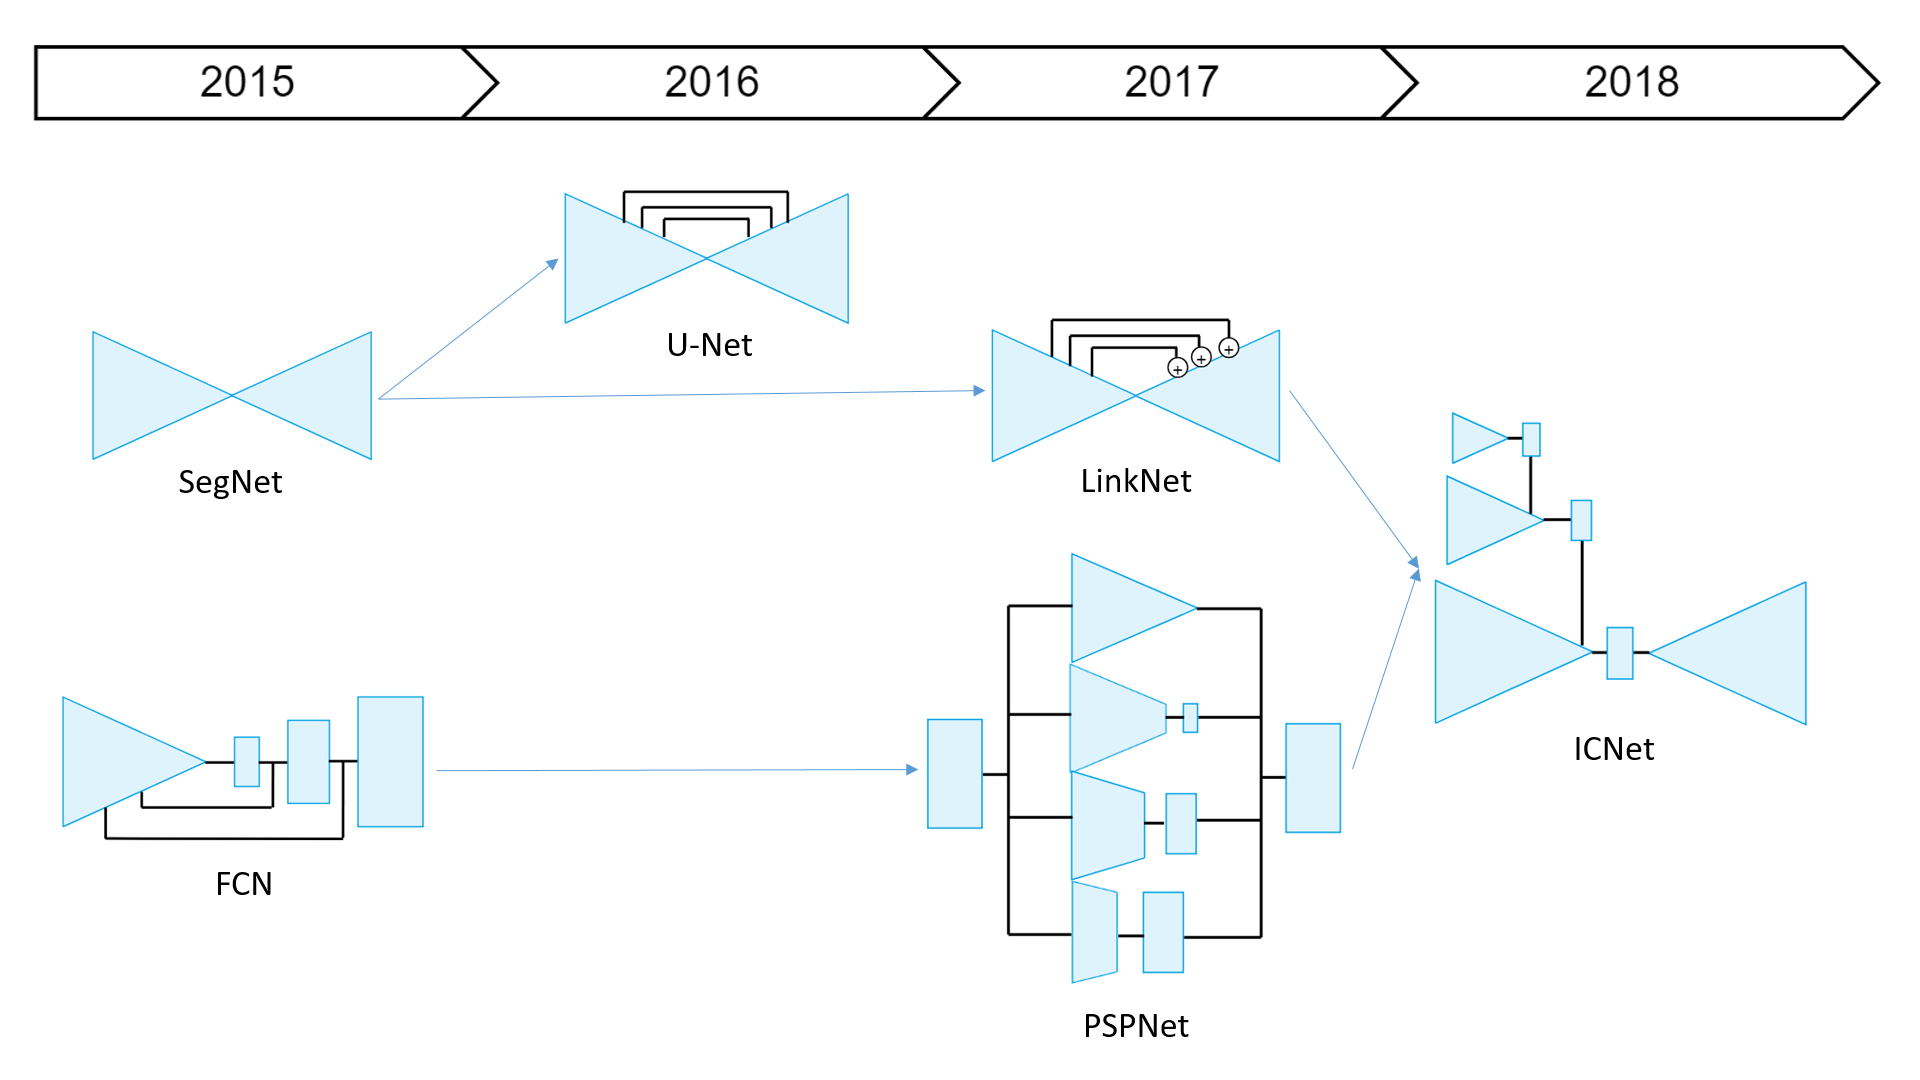 2015
2016
2017
2018
U-Net
SegNet
+
+
+
LinkNet
ICNet
FCN
PSPNet